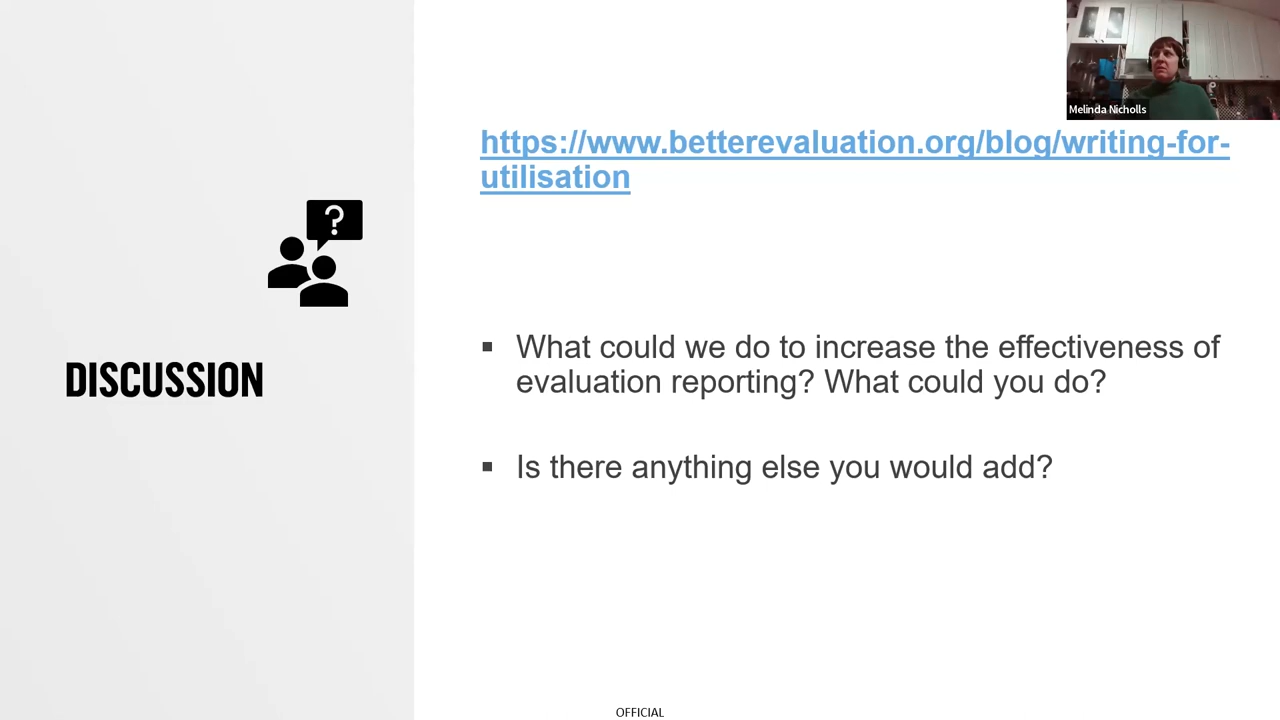 Melinda Nicholls
https://www.betterevaluation.org/blog/writing-for-
utilisation
?
DISCUSSION
▪ What could we do to increase the effectiveness of
evaluation reporting? What could you do?
▪ Is there anything else you would add?
OFFICIAL